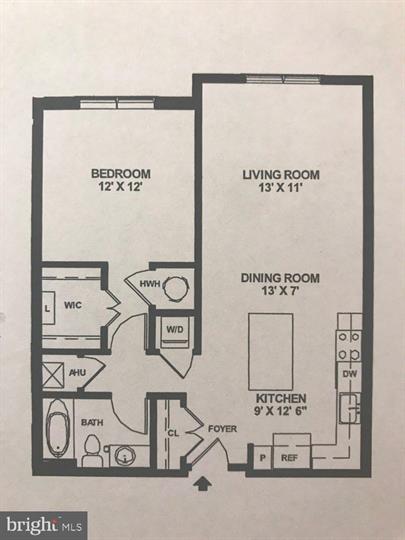 BEDROOM
12' X 12'
LIVING ROOM
13' X 11'
HWH
DINING ROOM
13' X 7'
L
WIC
W/D
AHU
DW
KITCHEN
9' X 12' 6"
BATH
CL
FOYER
P
REF
bright MLS